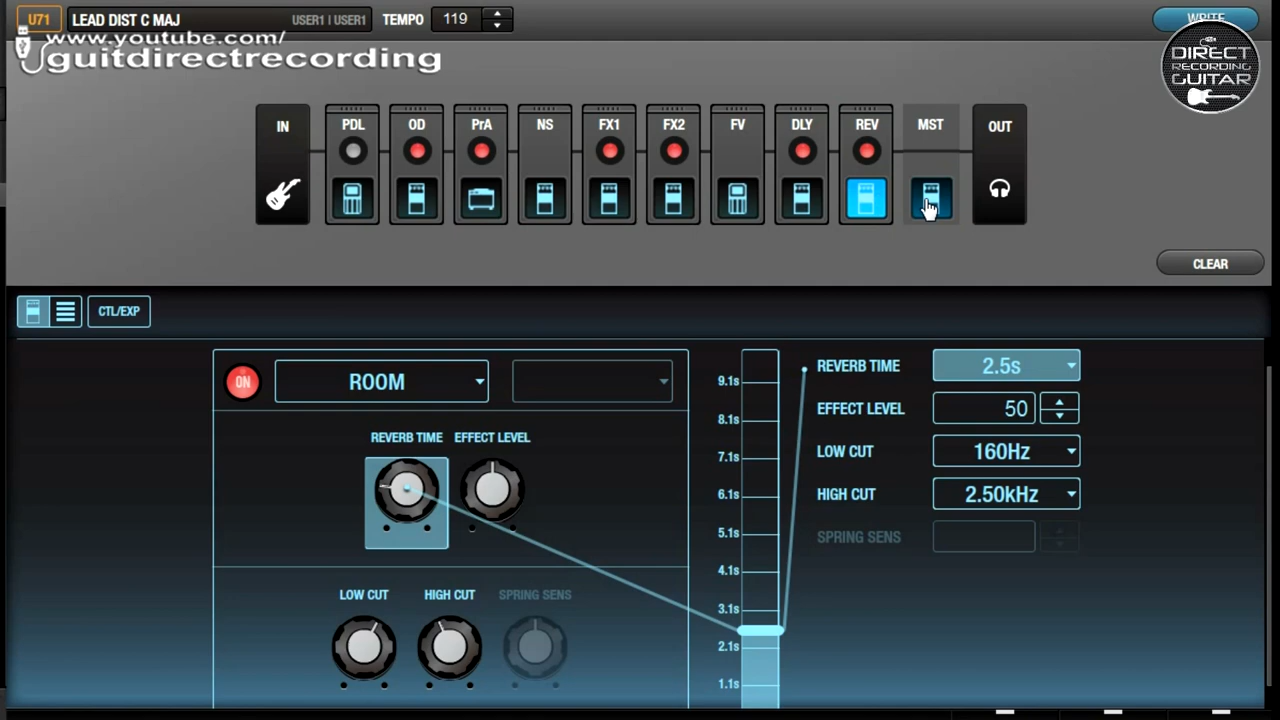 U71 LEAD DIST C MAJ USER1 | USER1 TEMPO 119 WRITE
www.youtube.com/
guitdirectrecording
DIRECT
RECORDING
GUITAR
IN PDL OD PrA NS FX1 FX2 FV DLY REV MST OUT
CLEAR
CTL/EXP
ON ROOM
REVERB TIME EFFECT LEVEL
LOW CUT HIGH CUT SPRING SENS
9.1s
8.1s
7.1s
6.1s
5.1s
4.1s
3.1s
2.1s
1.1s
REVERB TIME 2.5s
EFFECT LEVEL 50
LOW CUT 160Hz
HIGH CUT 2.50kHz
SPRING SENS